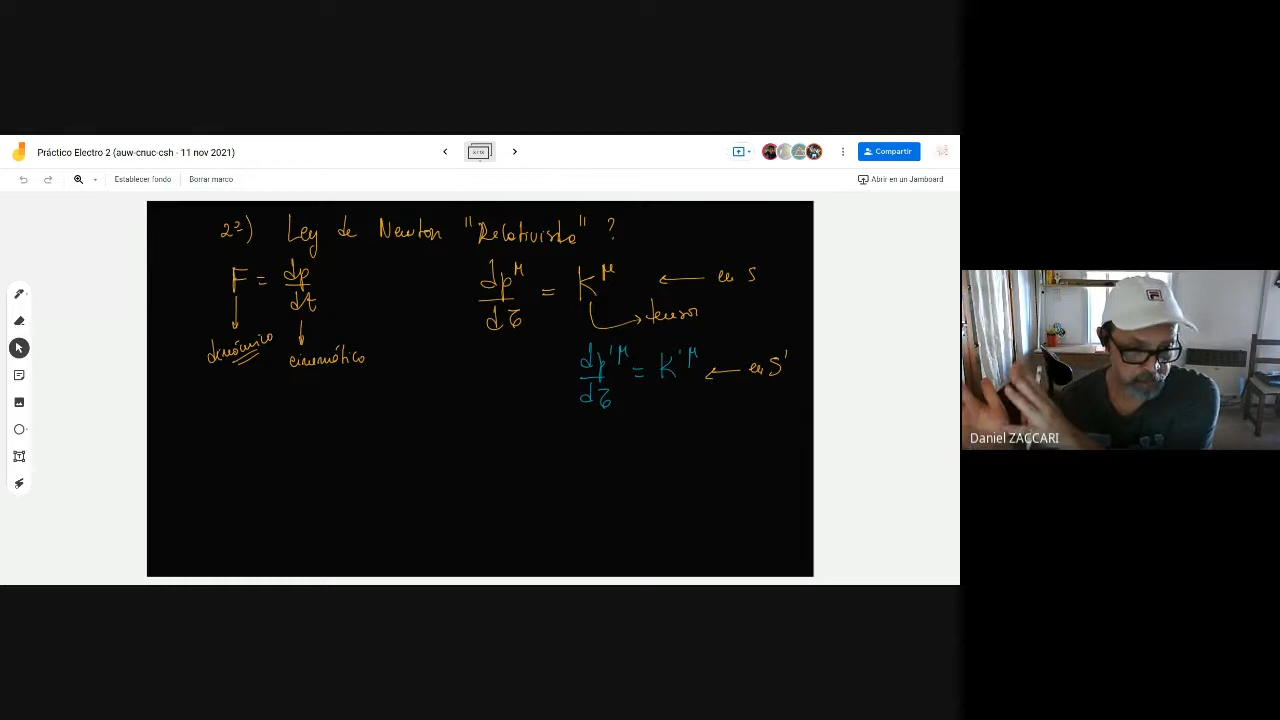 Práctico Electro 2 (auw-cnuc-csh - 11 nov 2021)
Compartir
Establecer fondo
Borrar marco
Abrir en un Jamboard
2ª) Ley de Newton "Relativista" ?
F = dp/dt
dinámico
cinemático
dp^μ/dτ = K^μ ← en S
tensor
dp'^μ/dτ = K'^μ ← en S'
Daniel ZACCARI